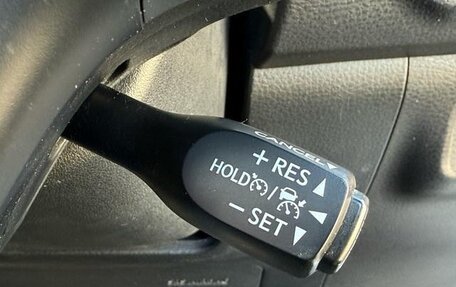 CANCEL▼
+ RES ▲
HOLD /
− SET ▼